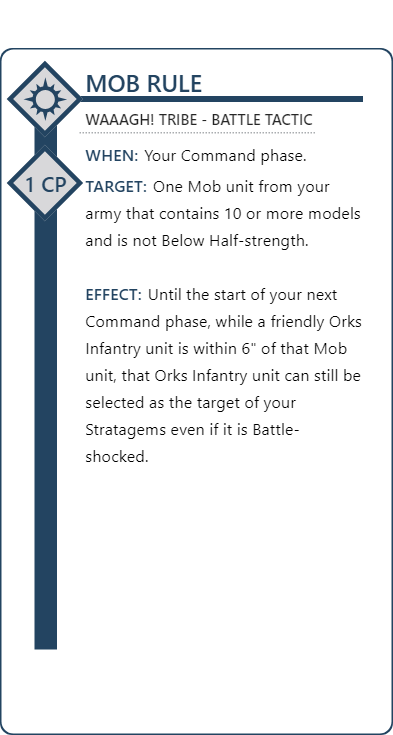 MOB RULE
WAAAGH! TRIBE - BATTLE TACTIC
WHEN: Your Command phase.
1 CP
TARGET: One Mob unit from your
army that contains 10 or more models
and is not Below Half-strength.
EFFECT: Until the start of your next
Command phase, while a friendly Orks
Infantry unit is within 6" of that Mob
unit, that Orks Infantry unit can still be
selected as the target of your
Stratagems even if it is Battle-
shocked.